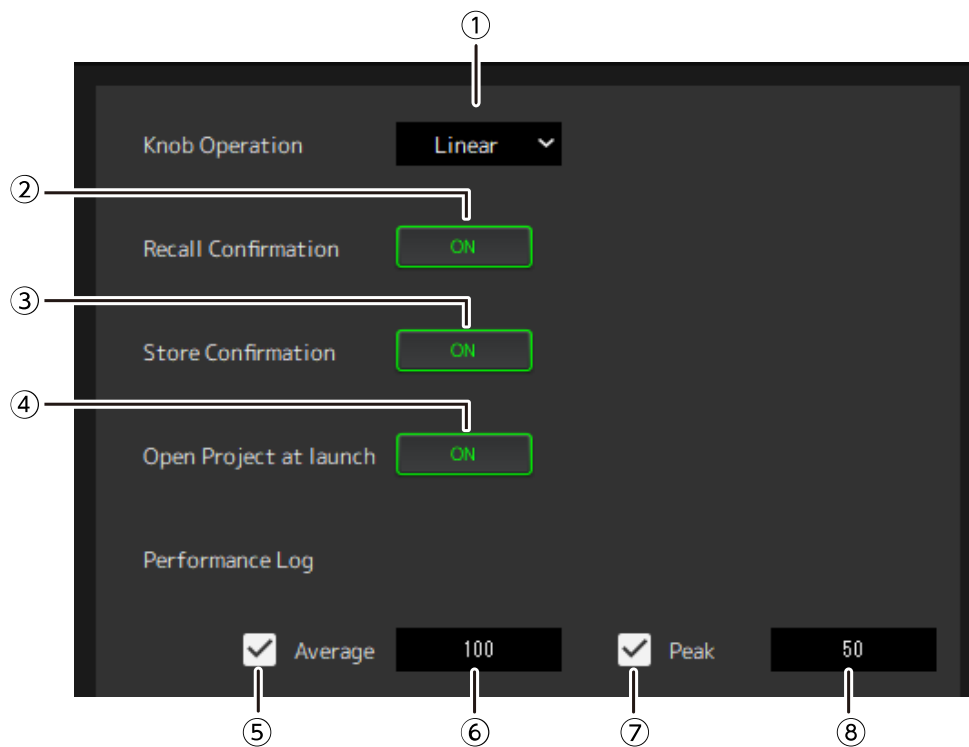 ①
Knob Operation Linear
②
Recall Confirmation ON
③
Store Confirmation ON
④
Open Project at launch ON
Performance Log
Average 100 Peak 50
⑤ ⑥ ⑦ ⑧